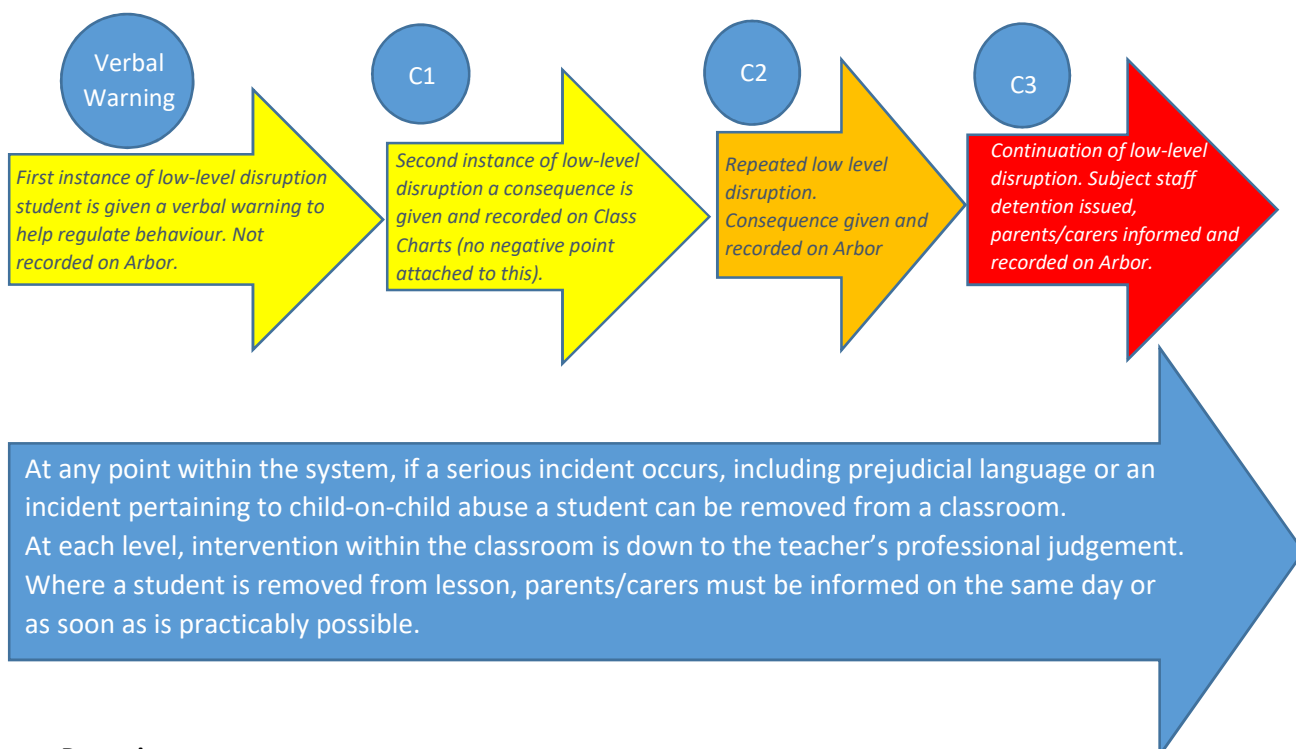 Verbal
Warning
First instance of low-level disruption
student is given a verbal warning to
help regulate behaviour. Not
recorded on Arbor.
C1
Second instance of low-level
disruption a consequence is
given and recorded on Class
Charts (no negative point
attached to this).
C2
Repeated low level
disruption.
Consequence given and
recorded on Arbor
C3
Continuation of low-level
disruption. Subject staff
detention issued,
parents/carers informed and
recorded on Arbor.
At any point within the system, if a serious incident occurs, including prejudicial language or an
incident pertaining to child-on-child abuse a student can be removed from a classroom.
At each level, intervention within the classroom is down to the teacher’s professional judgement.
Where a student is removed from lesson, parents/carers must be informed on the same day or
as soon as is practicably possible.